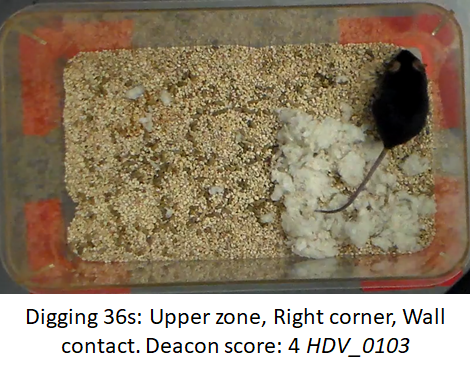 Digging 36s: Upper zone, Right corner, Wall
contact. Deacon score: 4 HDV_0103